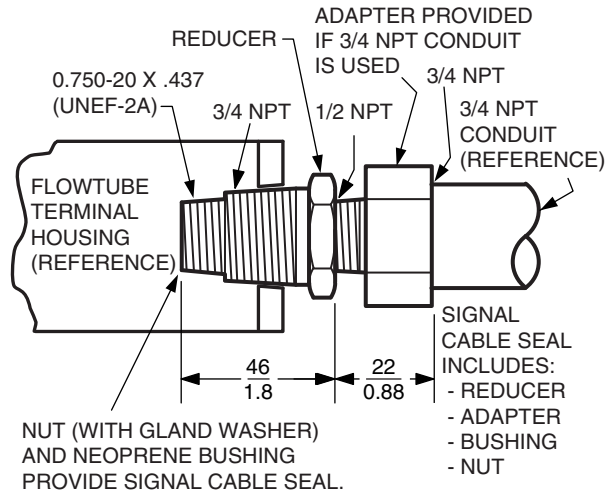 ADAPTER PROVIDED
IF 3/4 NPT CONDUIT
IS USED
REDUCER
0.750-20 X .437
(UNEF-2A)
3/4 NPT
1/2 NPT
3/4 NPT
3/4 NPT
CONDUIT
(REFERENCE)
FLOWTUBE
TERMINAL
HOUSING
(REFERENCE)
46
1.8
22
0.88
SIGNAL
CABLE SEAL
INCLUDES:
- REDUCER
- ADAPTER
- BUSHING
- NUT
NUT (WITH GLAND WASHER)
AND NEOPRENE BUSHING
PROVIDE SIGNAL CABLE SEAL.